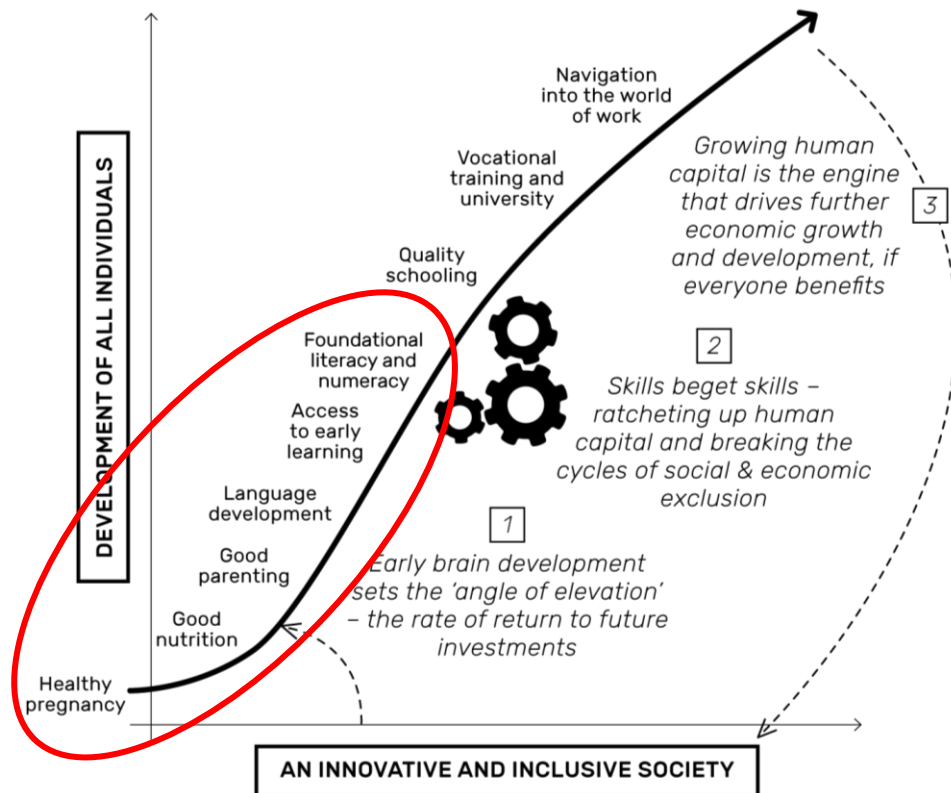 Navigation
into the world
of work
Vocational
training and
university
Quality
schooling
Foundational
literacy and
numeracy
Access
to early
learning
Language
development
Good
parenting
Good
nutrition
Healthy
pregnancy
DEVELOPMENT OF ALL INDIVIDUALS
3
Growing human
capital is the engine
that drives further
economic growth
and development, if
everyone benefits
2
Skills beget skills –
ratcheting up human
capital and breaking the
cycles of social & economic
exclusion
1
Early brain development
sets the ‘angle of elevation’
– the rate of return to future
investments
AN INNOVATIVE AND INCLUSIVE SOCIETY